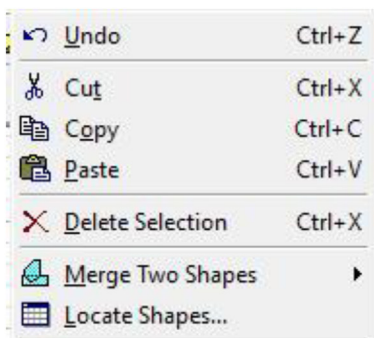 Undo Ctrl+Z
Cut Ctrl+X
Copy Ctrl+C
Paste Ctrl+V
Delete Selection Ctrl+X
Merge Two Shapes
Locate Shapes...